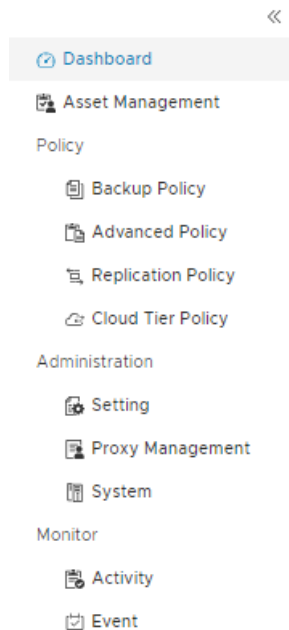 Dashboard
Asset Management
Policy
Backup Policy
Advanced Policy
Replication Policy
Cloud Tier Policy
Administration
Setting
Proxy Management
System
Monitor
Activity
Event